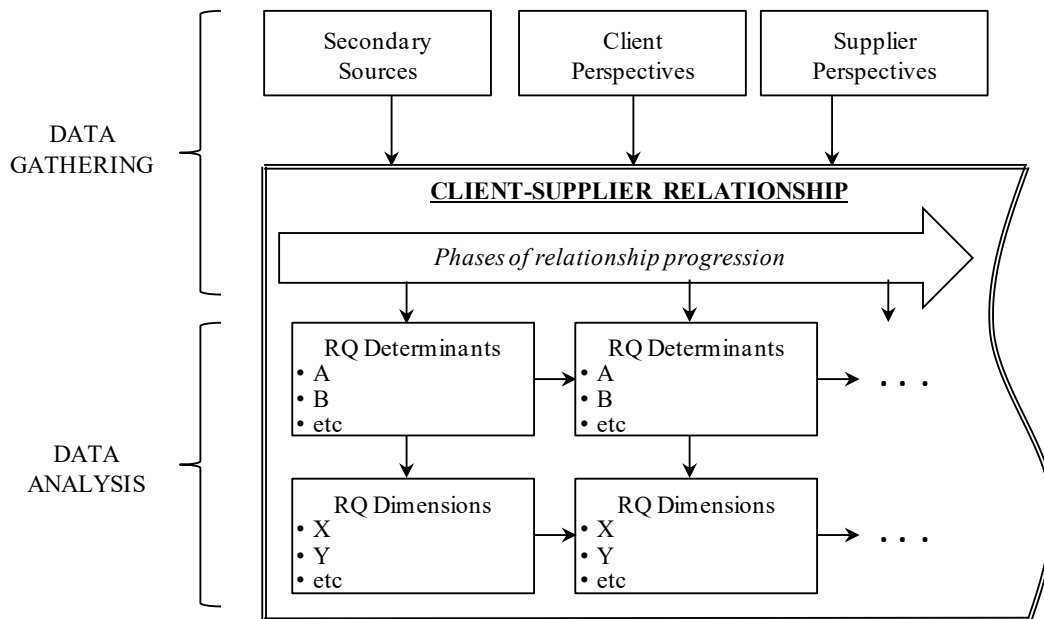 Secondary
Sources
Client
Perspectives
Supplier
Perspectives
DATA
GATHERING
CLIENT-SUPPLIER RELATIONSHIP
Phases of relationship progression
RQ Determinants
• A
• B
• etc
RQ Determinants
• A
• B
• etc
. . .
DATA
ANALYSIS
RQ Dimensions
• X
• Y
• etc
RQ Dimensions
• X
• Y
• etc
. . .